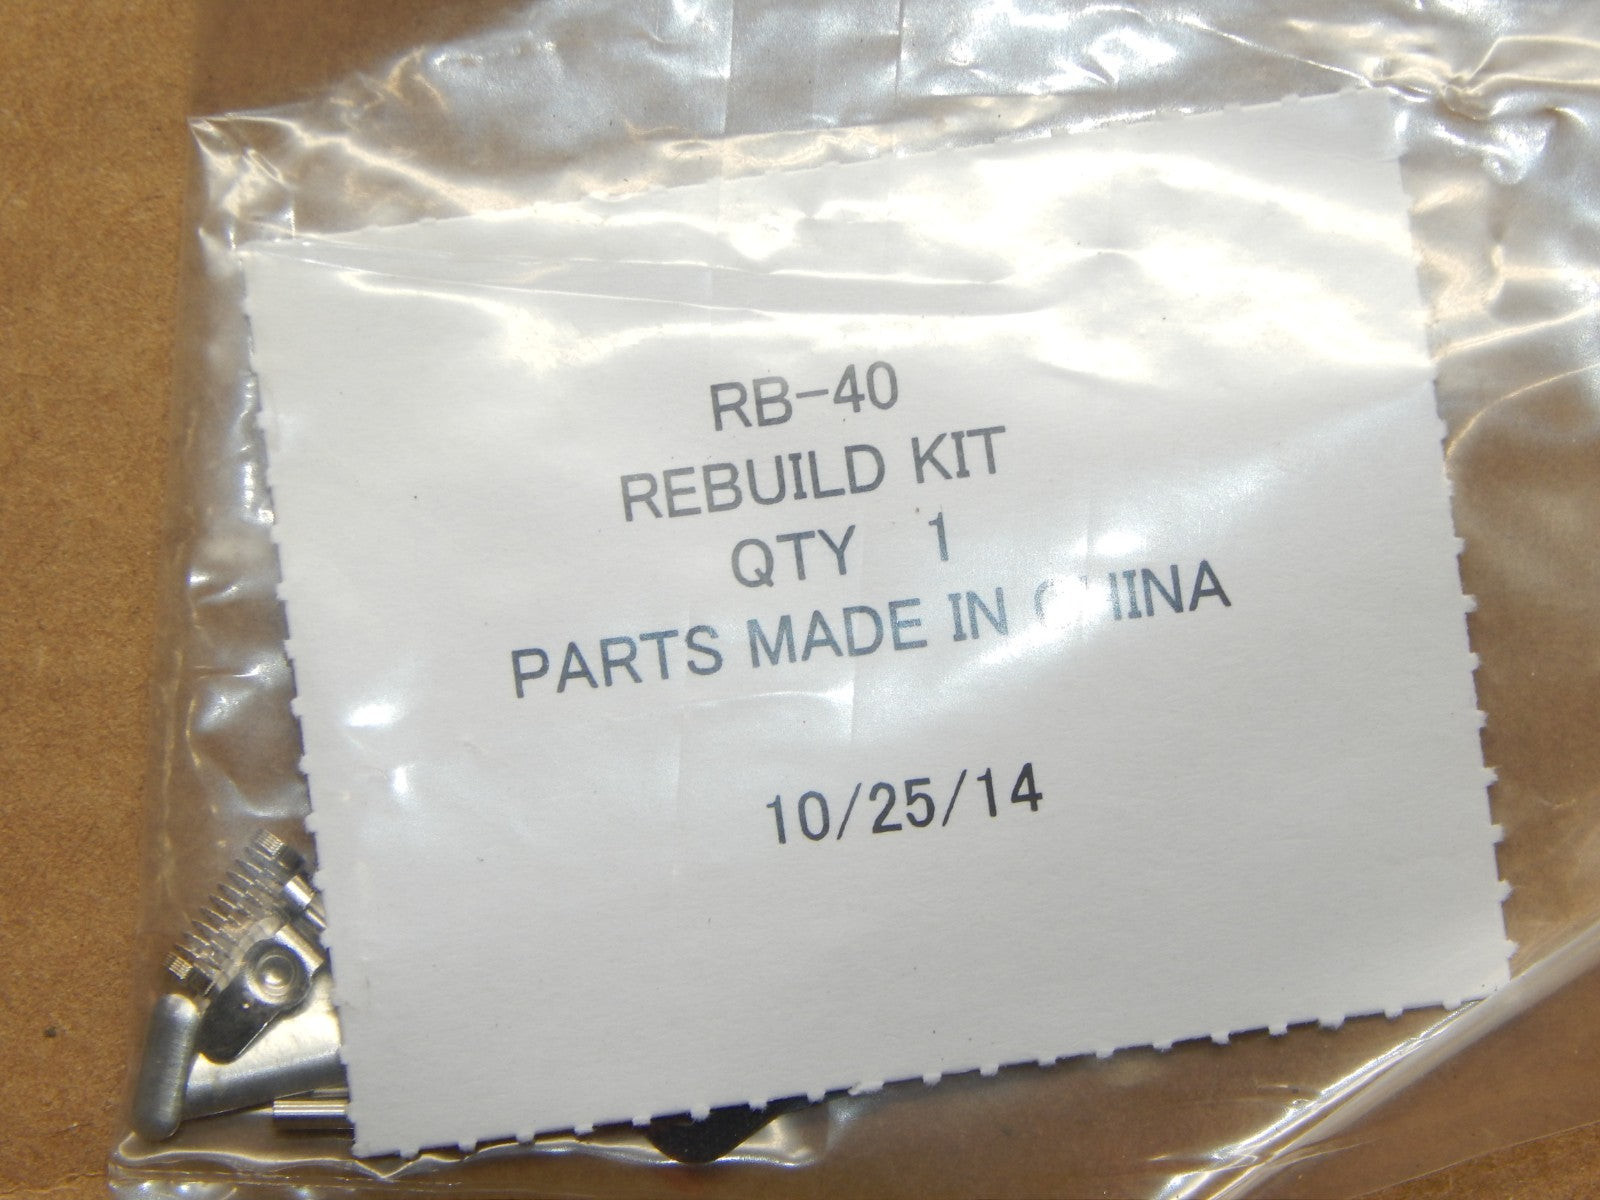 RB-40
REBUILD KIT
QTY 1
PARTS MADE IN CHINA
10/25/14